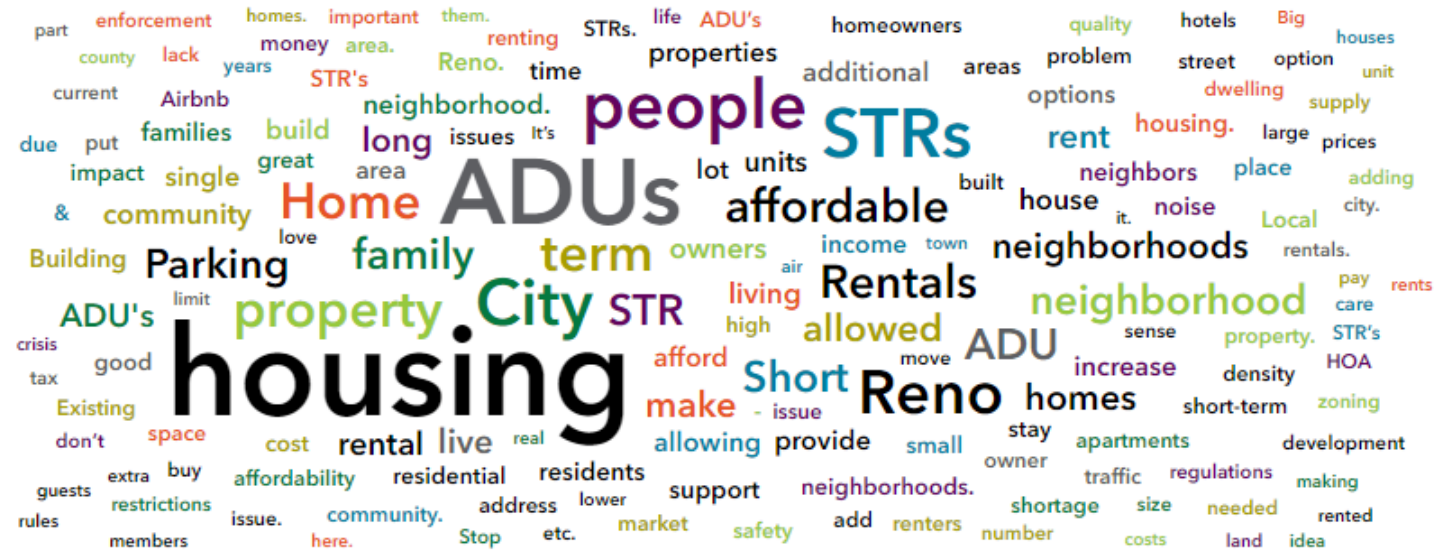 part enforcement homes. important them. life ADU's homeowners quality hotels Big
county lack money area. renting STRs. properties problem street option houses
years STR's Reno. time additional areas unit
current Airbnb neighborhood. people options dwelling supply
due put families build long issues It's STRs rent housing. large prices
impact single great area lot units built neighbors place adding
& community Home ADUs affordable house it. noise Local city.
love
Building Parking family term owners income town neighborhoods rentals.
air
ADU's limit property City STR living Rentals neighborhood pay rents
care
high allowed sense property. STR's
crisis good housing afford move ADU increase density HOA
tax Short
Existing make - issue Reno homes short-term zoning
don't space cost rental live real allowing provide small stay apartments development
extra buy affordability residential residents owner traffic regulations making
guests restrictions address lower support neighborhoods. shortage size needed
rules issue. community. market safety add renters number rented
members here. Stop etc. costs land idea